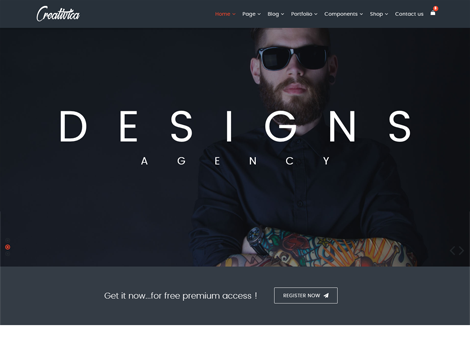 Creativica
Home Page Blog Portfolio Components Shop Contact us
DESIGNS
AGENCY
Get it now...for free premium access !
REGISTER NOW